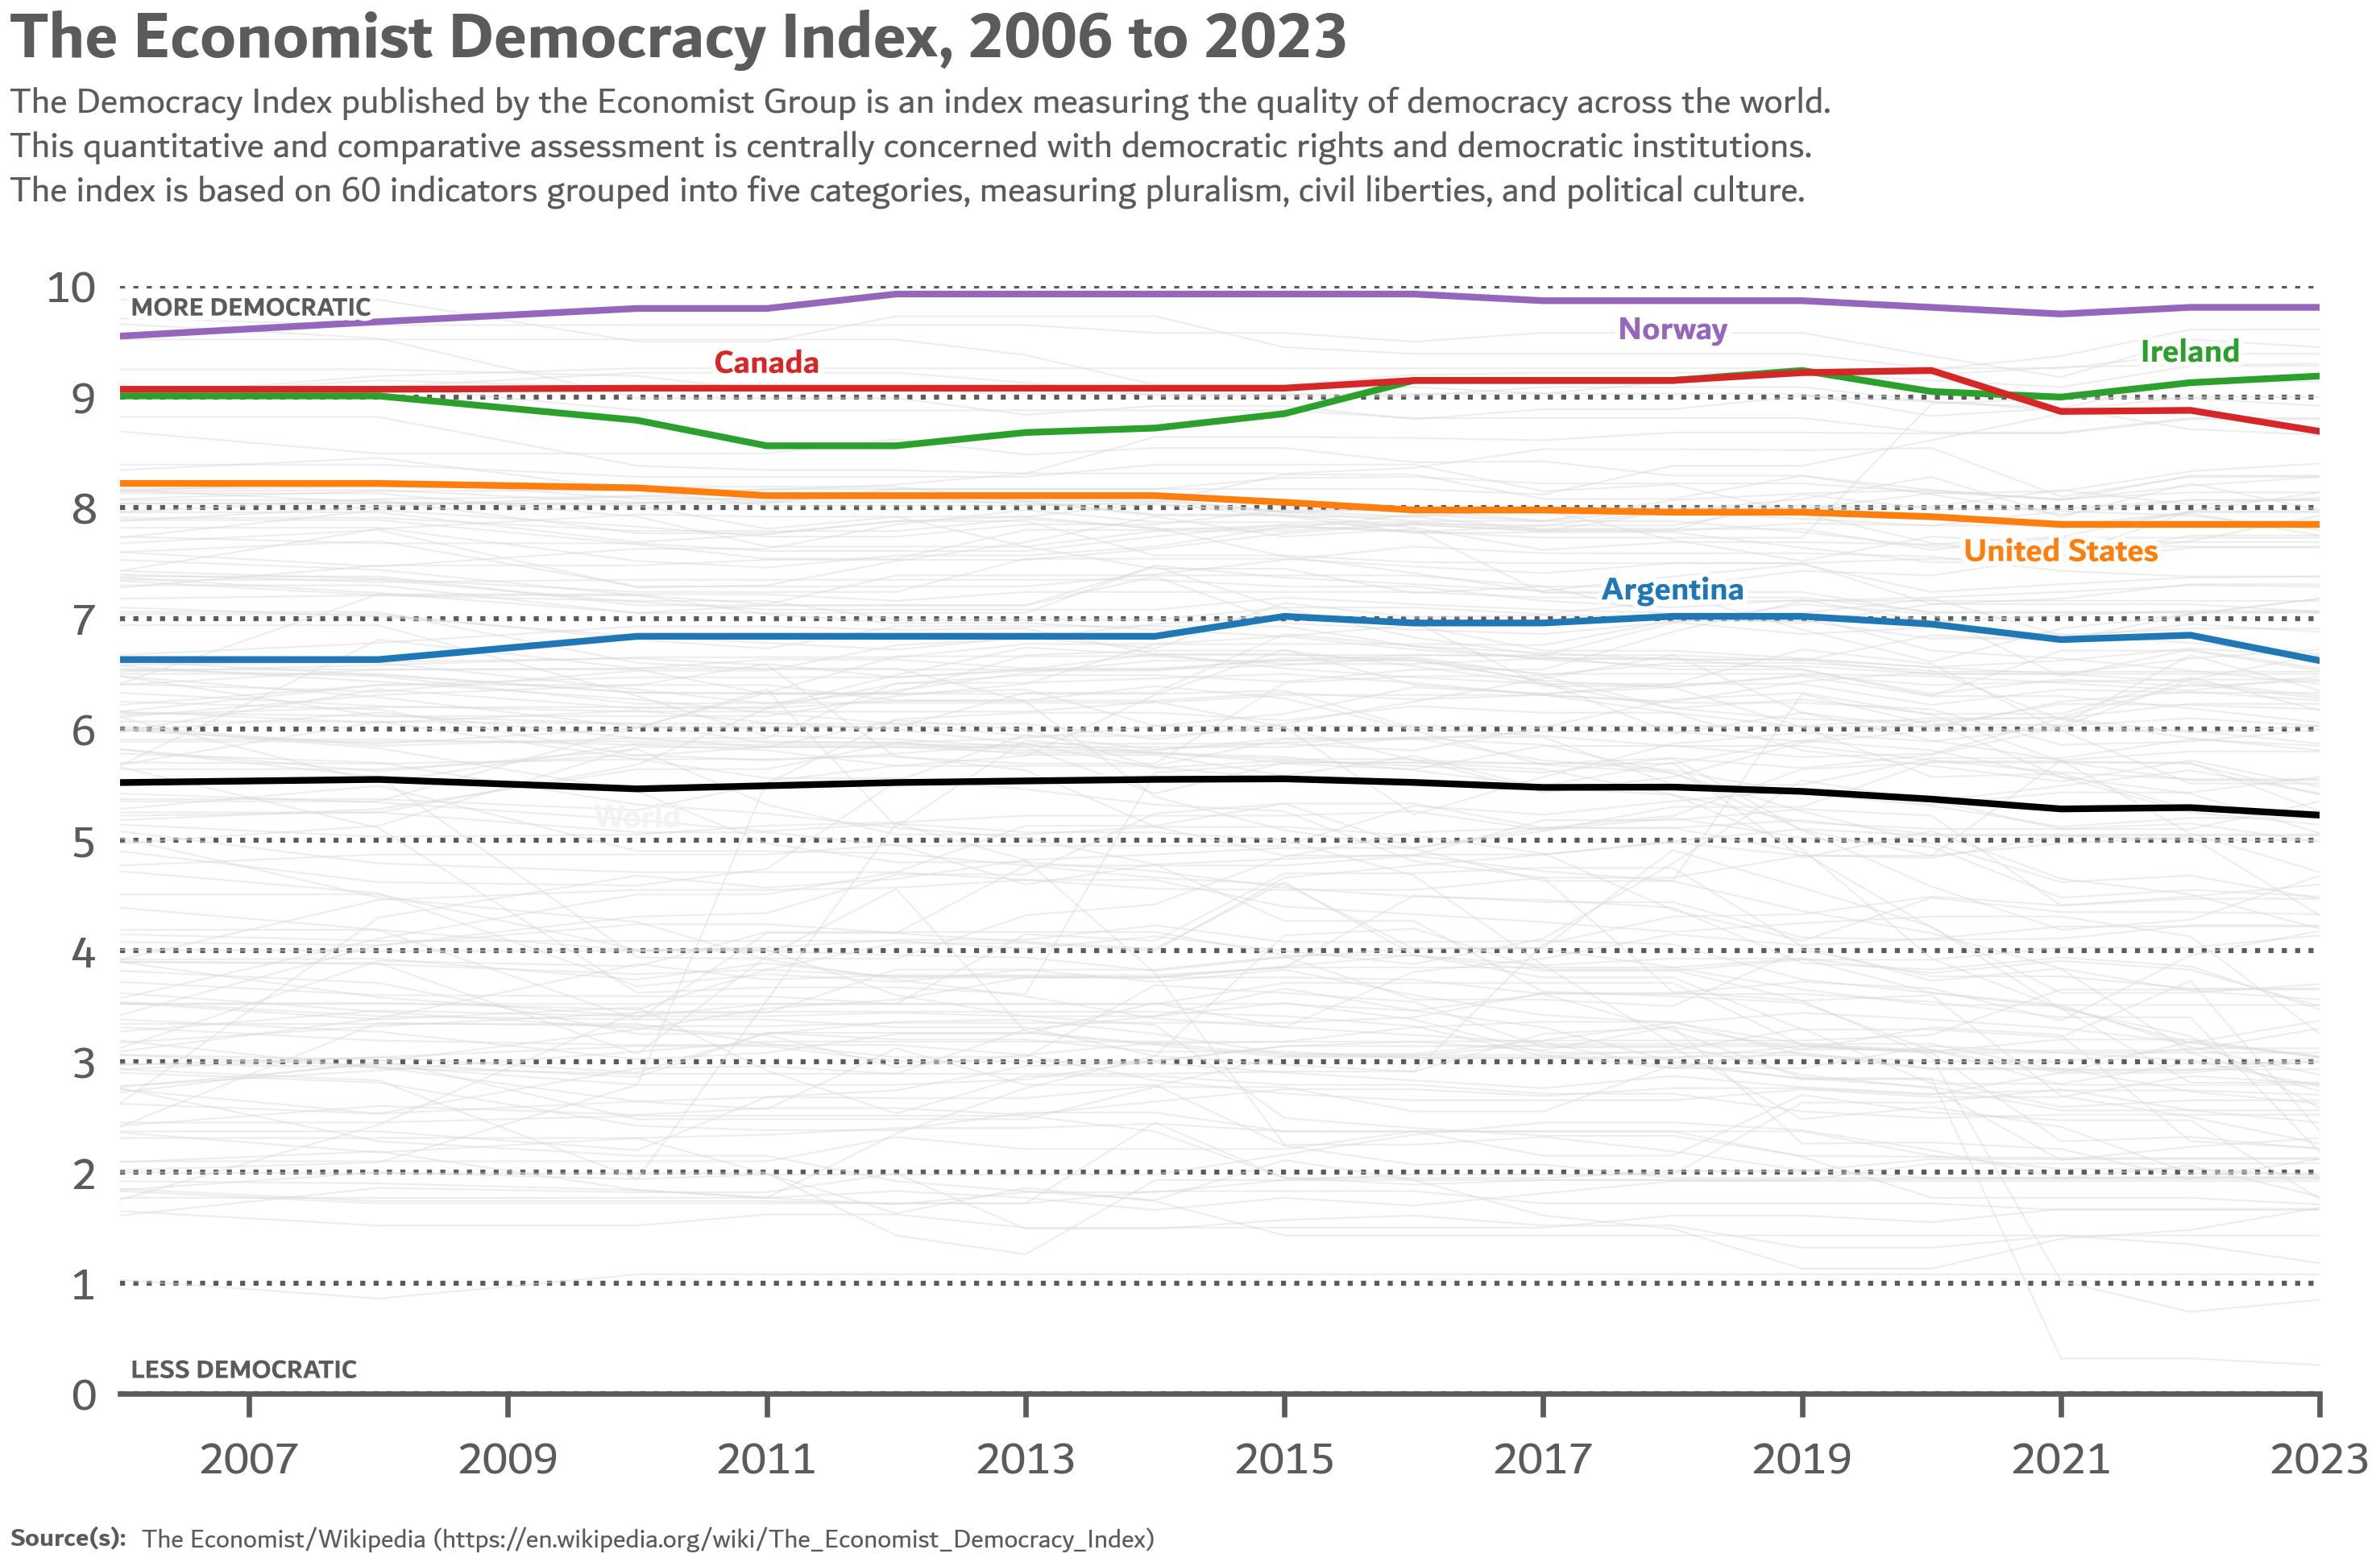 The Economist Democracy Index, 2006 to 2023
The Democracy Index published by the Economist Group is an index measuring the quality of democracy across the world.
This quantitative and comparative assessment is centrally concerned with democratic rights and democratic institutions.
The index is based on 60 indicators grouped into five categories, measuring pluralism, civil liberties, and political culture.
10
MORE DEMOCRATIC
Norway
Ireland
Canada
9
8
United States
Argentina
7
6
World
5
4
3
2
1
LESS DEMOCRATIC
0
2007 2009 2011 2013 2015 2017 2019 2021 2023
Source(s): The Economist/Wikipedia (https://en.wikipedia.org/wiki/The_Economist_Democracy_Index)